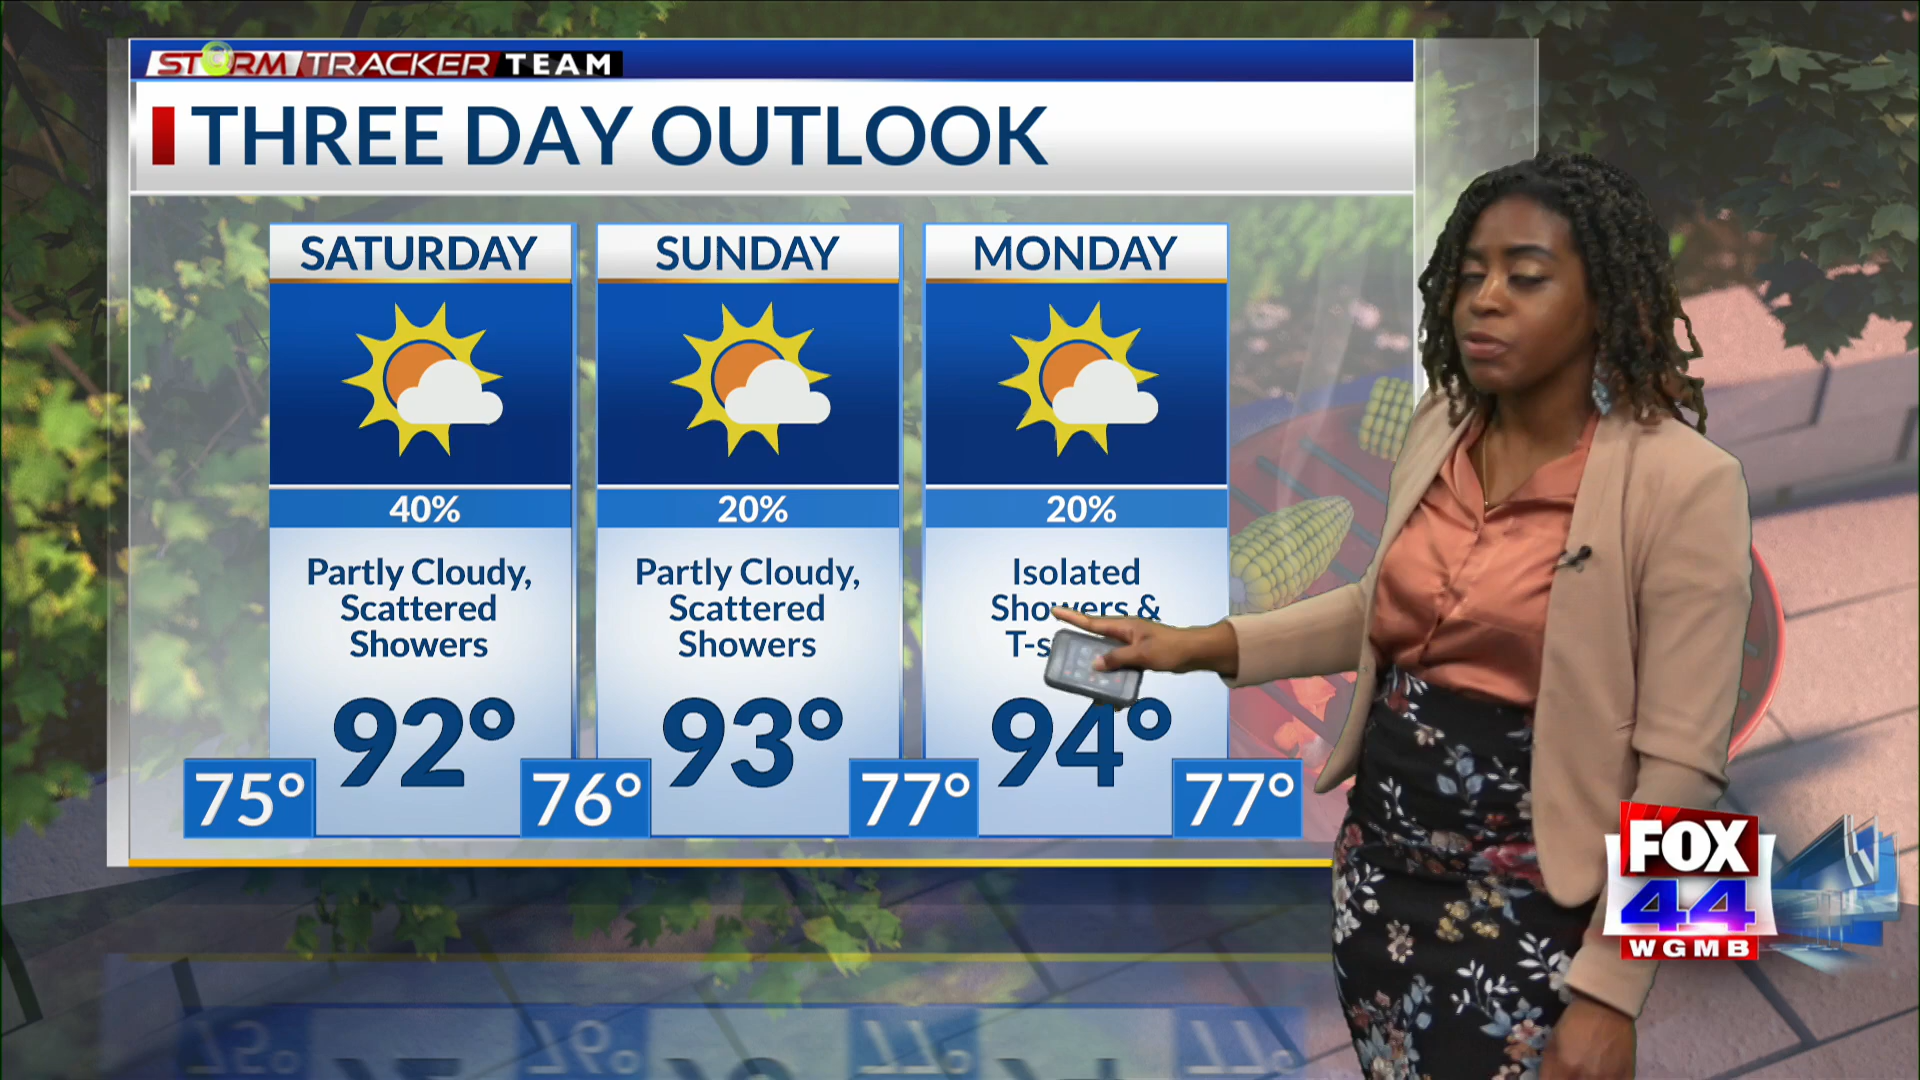 STORM TRACKER TEAM
THREE DAY OUTLOOK
SATURDAY
40%
Partly Cloudy,
Scattered
Showers
92°
SUNDAY
20%
Partly Cloudy,
Scattered
Showers
93°
MONDAY
20%
Isolated
Showers &
94°
75°
76°
77°
77°
FOX
44
WGMB